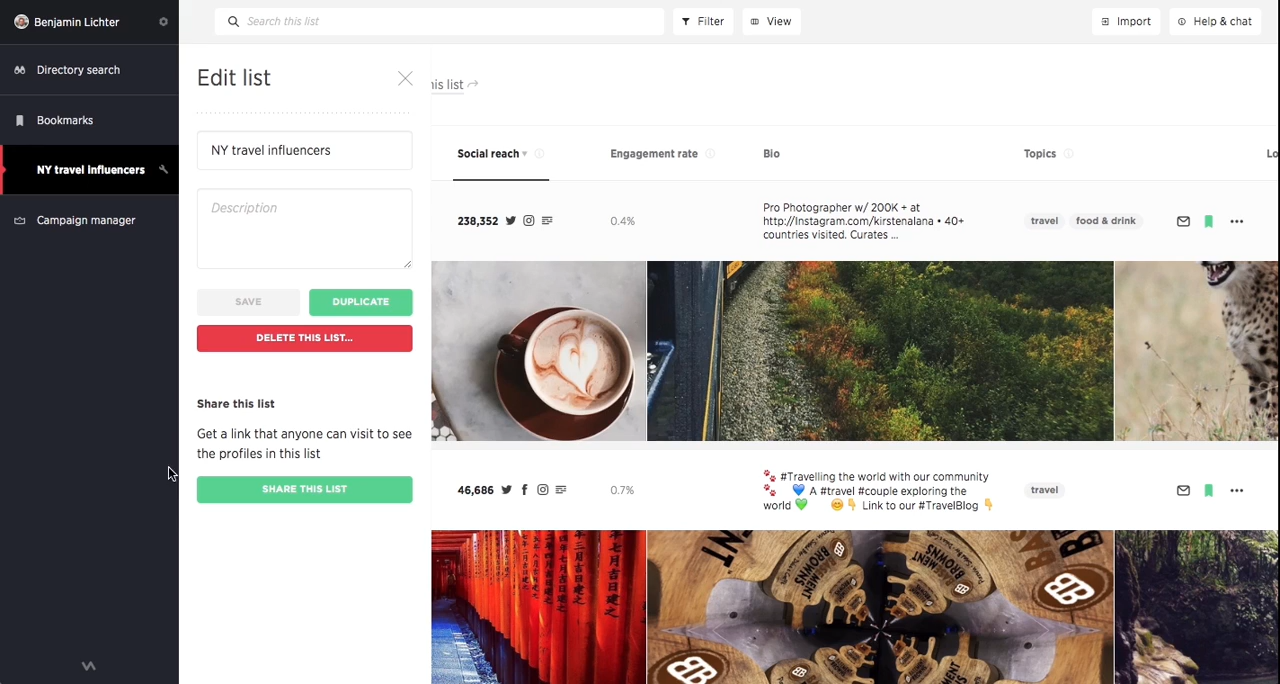 Benjamin Lichter
Directory search
Bookmarks
NY travel Influencers
Campaign manager
Search this list
Filter
View
Import
Help & chat
Edit list
NY travel influencers
Description
SAVE
DUPLICATE
DELETE THIS LIST...
Share this list
Get a link that anyone can visit to see
the profiles in this list
SHARE THIS LIST
his list
Social reach
Engagement rate
Bio
Topics
Lo
238,352
0.4%
Pro Photographer w/ 200K + at
http://Instagram.com/kirstenalana • 40+
countries visited. Curates ...
travel
food & drink
46,686
0.7%
🐾 #Travelling the world with our community
🐾 💙 A #travel #couple exploring the
world 💚 😊👇 Link to our #TravelBlog 👇
travel
BROWNS